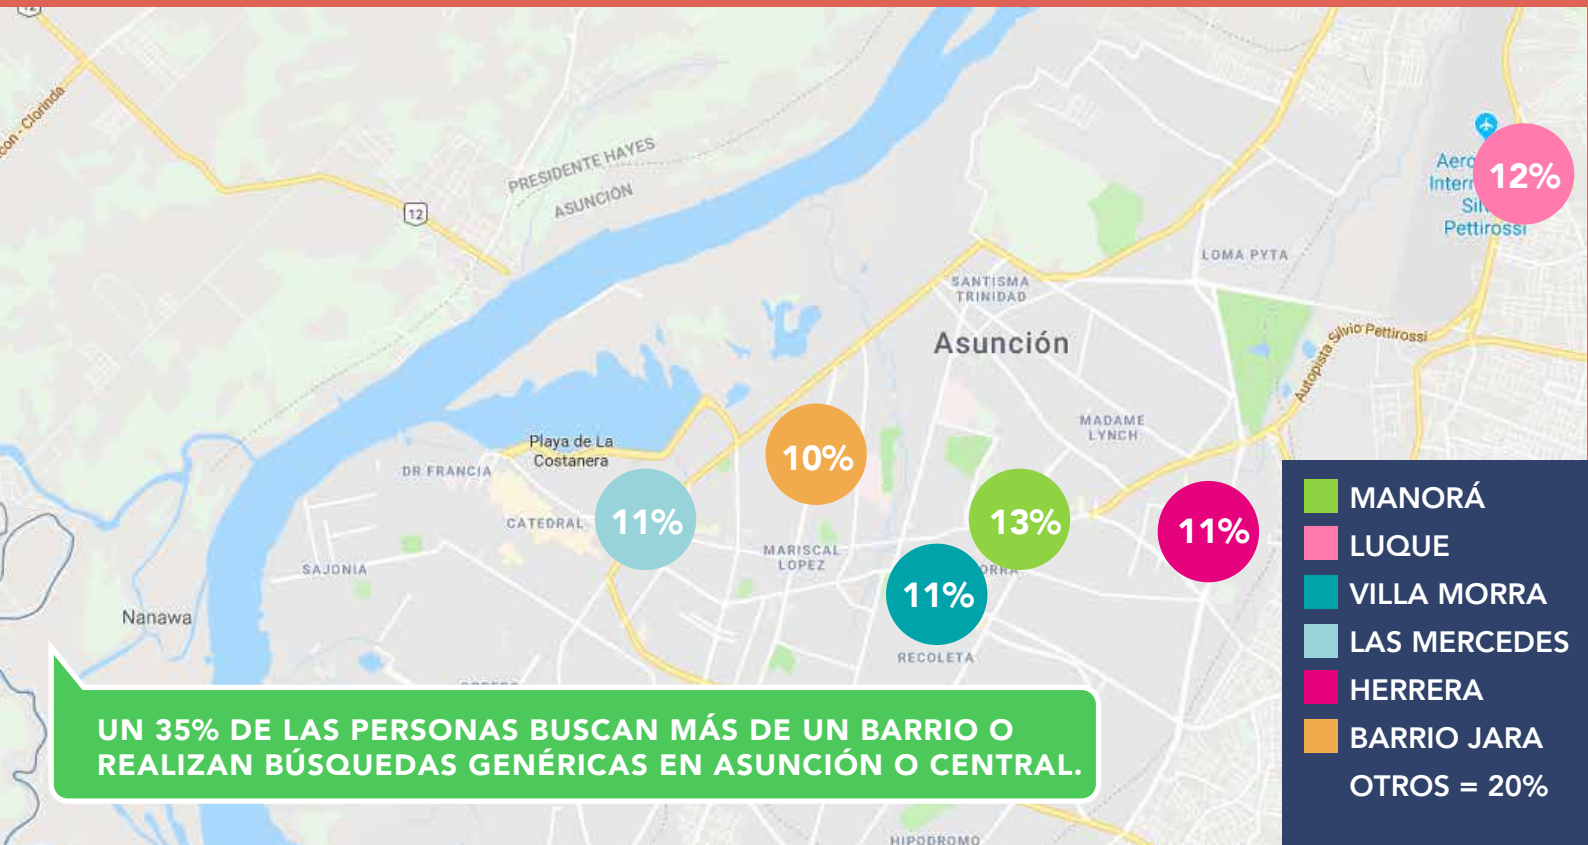 con - Clorinda
12
PRESIDENTE HAYES
ASUNCIÓN
12%
Pettirossi
LOMA PYTA
SANTISMA
TRINIDAD
Asunción
Autopista Silvio Pettirossi
MADAME
LYNCH
Playa de La
Costanera
DR FRANCIA
10%
CATEDRAL
11%
MARISCAL
LOPEZ
13%
11%
11%
SAJONIA
Nanawa
RECOLETA
UN 35% DE LAS PERSONAS BUSCAN MÁS DE UN BARRIO O
REALIZAN BÚSQUEDAS GENÉRICAS EN ASUNCIÓN O CENTRAL.
HIPODROMO
MANORÁ
LUQUE
VILLA MORRA
LAS MERCEDES
HERRERA
BARRIO JARA
OTROS = 20%